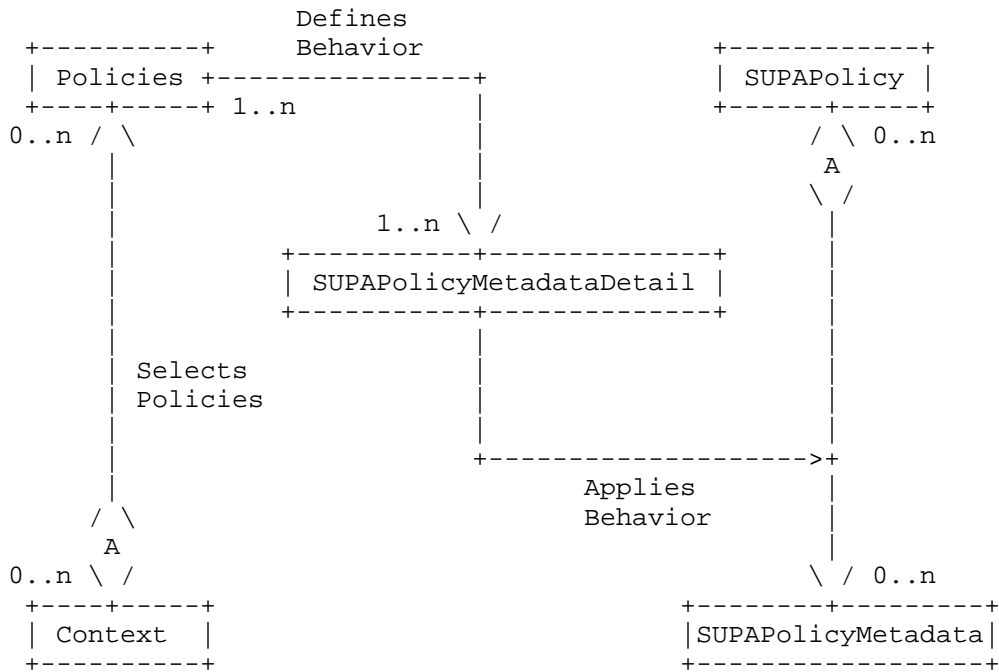 Defines
Behavior
Policies
SUPAPolicy
1..n
0..n
0..n
A
1..n
SUPAPolicyMetadataDetail
Selects
Policies
Applies
Behavior
A
0..n
0..n
Context
SUPAPolicyMetadata